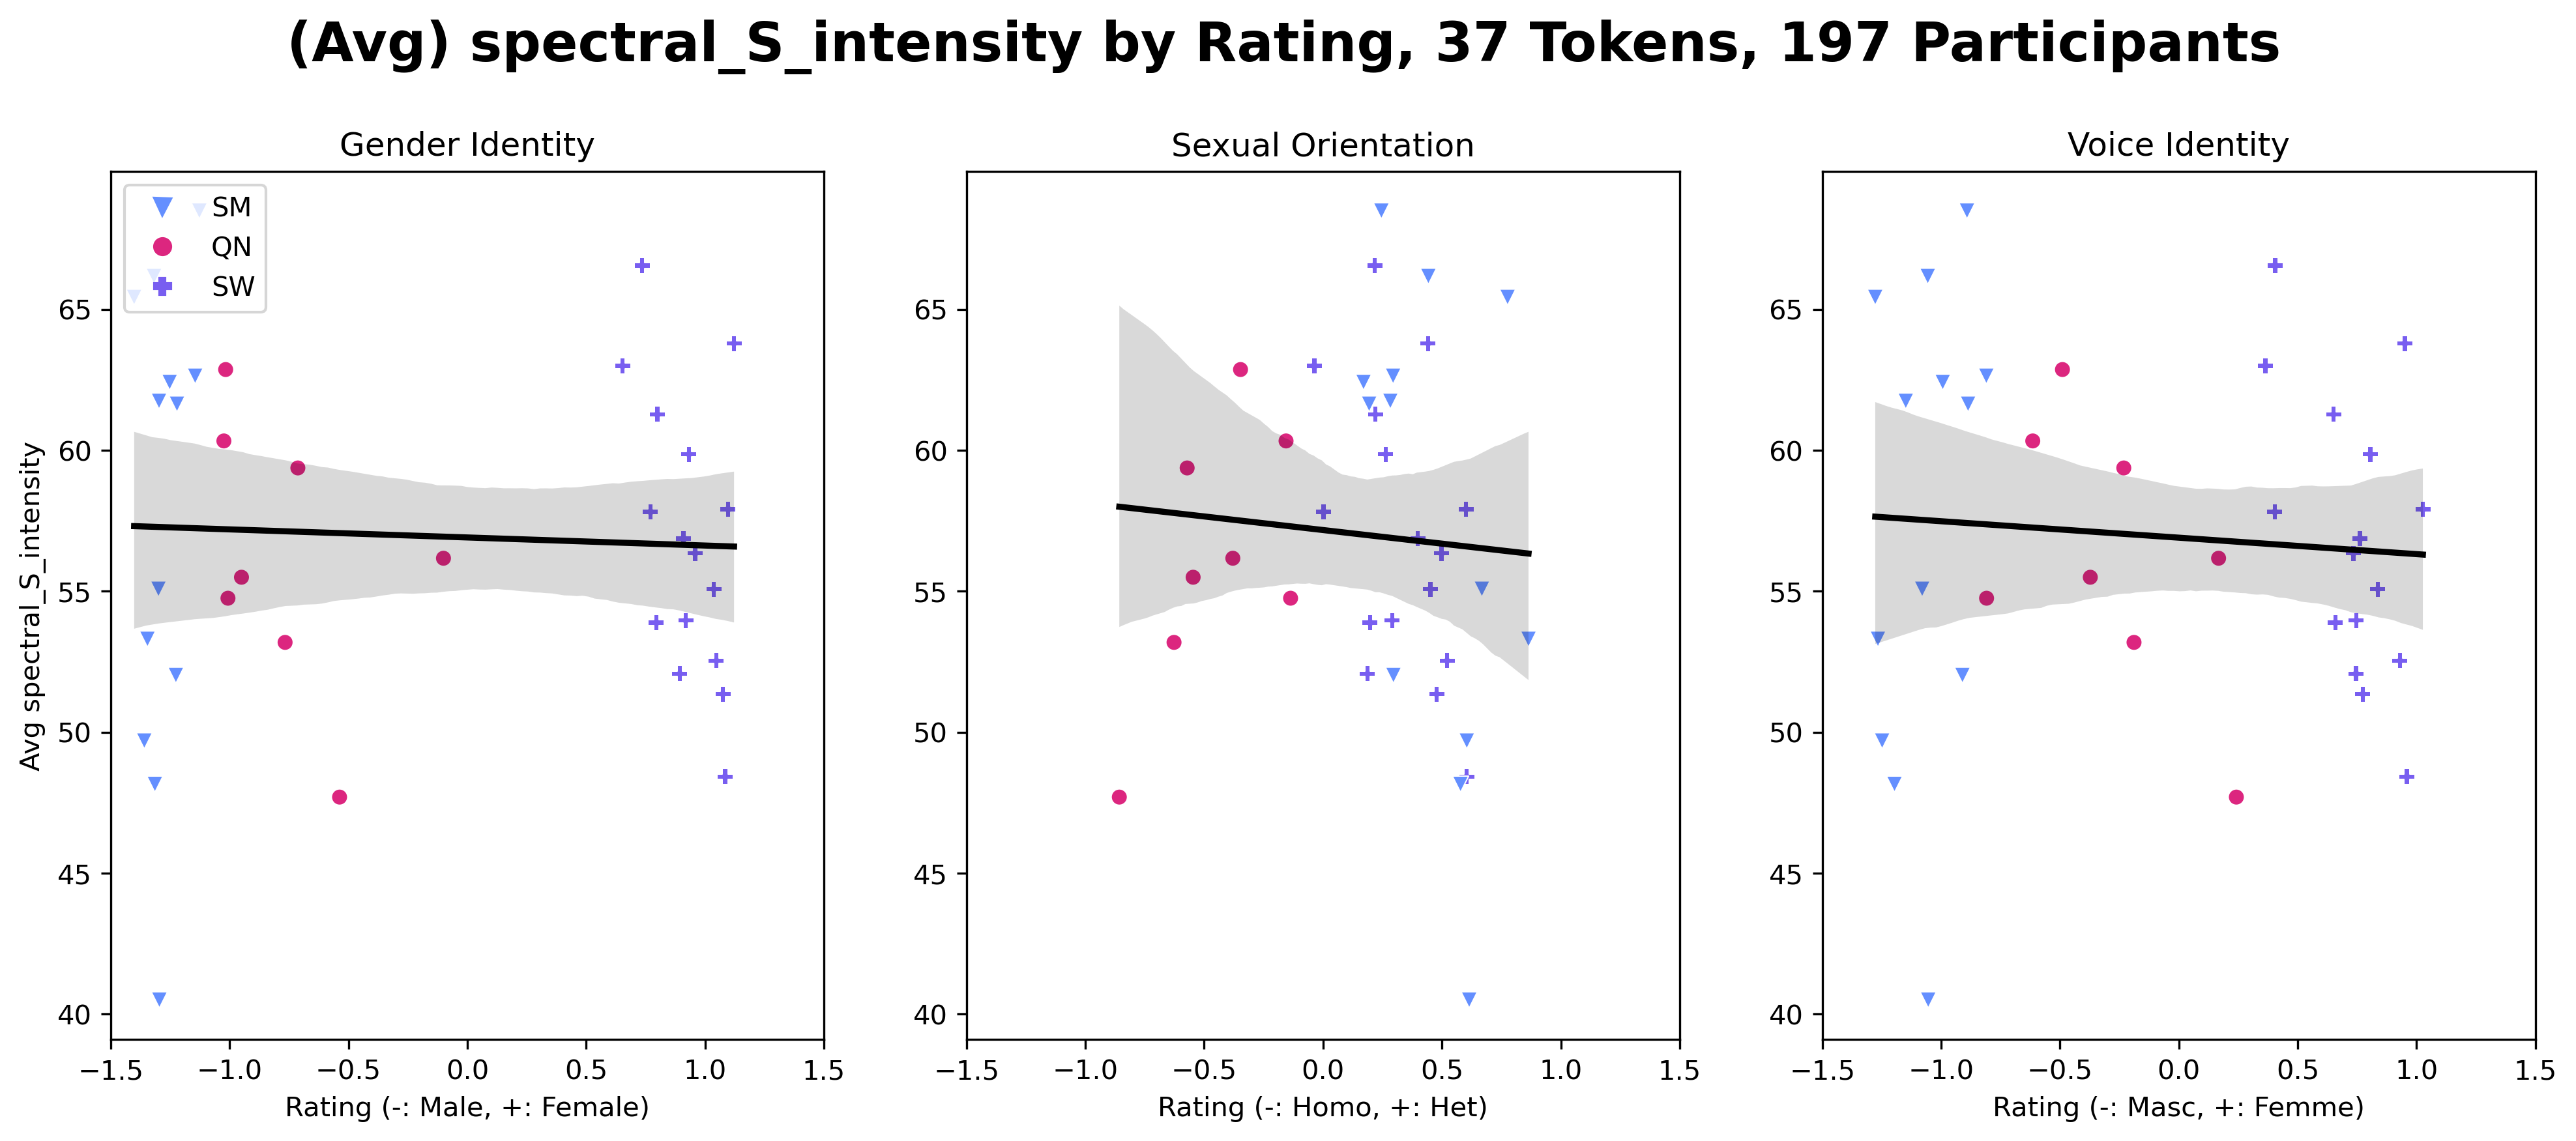 (Avg) spectral_S_intensity by Rating, 37 Tokens, 197 Participants
Gender Identity
SM
QN
SW
65
60
55
50
45
40
Avg spectral_S_intensity
−1.5 −1.0 −0.5 0.0 0.5 1.0 1.5
Rating (-: Male, +: Female)
Sexual Orientation
65
60
55
50
45
40
−1.5 −1.0 −0.5 0.0 0.5 1.0 1.5
Rating (-: Homo, +: Het)
Voice Identity
65
60
55
50
45
40
−1.5 −1.0 −0.5 0.0 0.5 1.0 1.5
Rating (-: Masc, +: Femme)